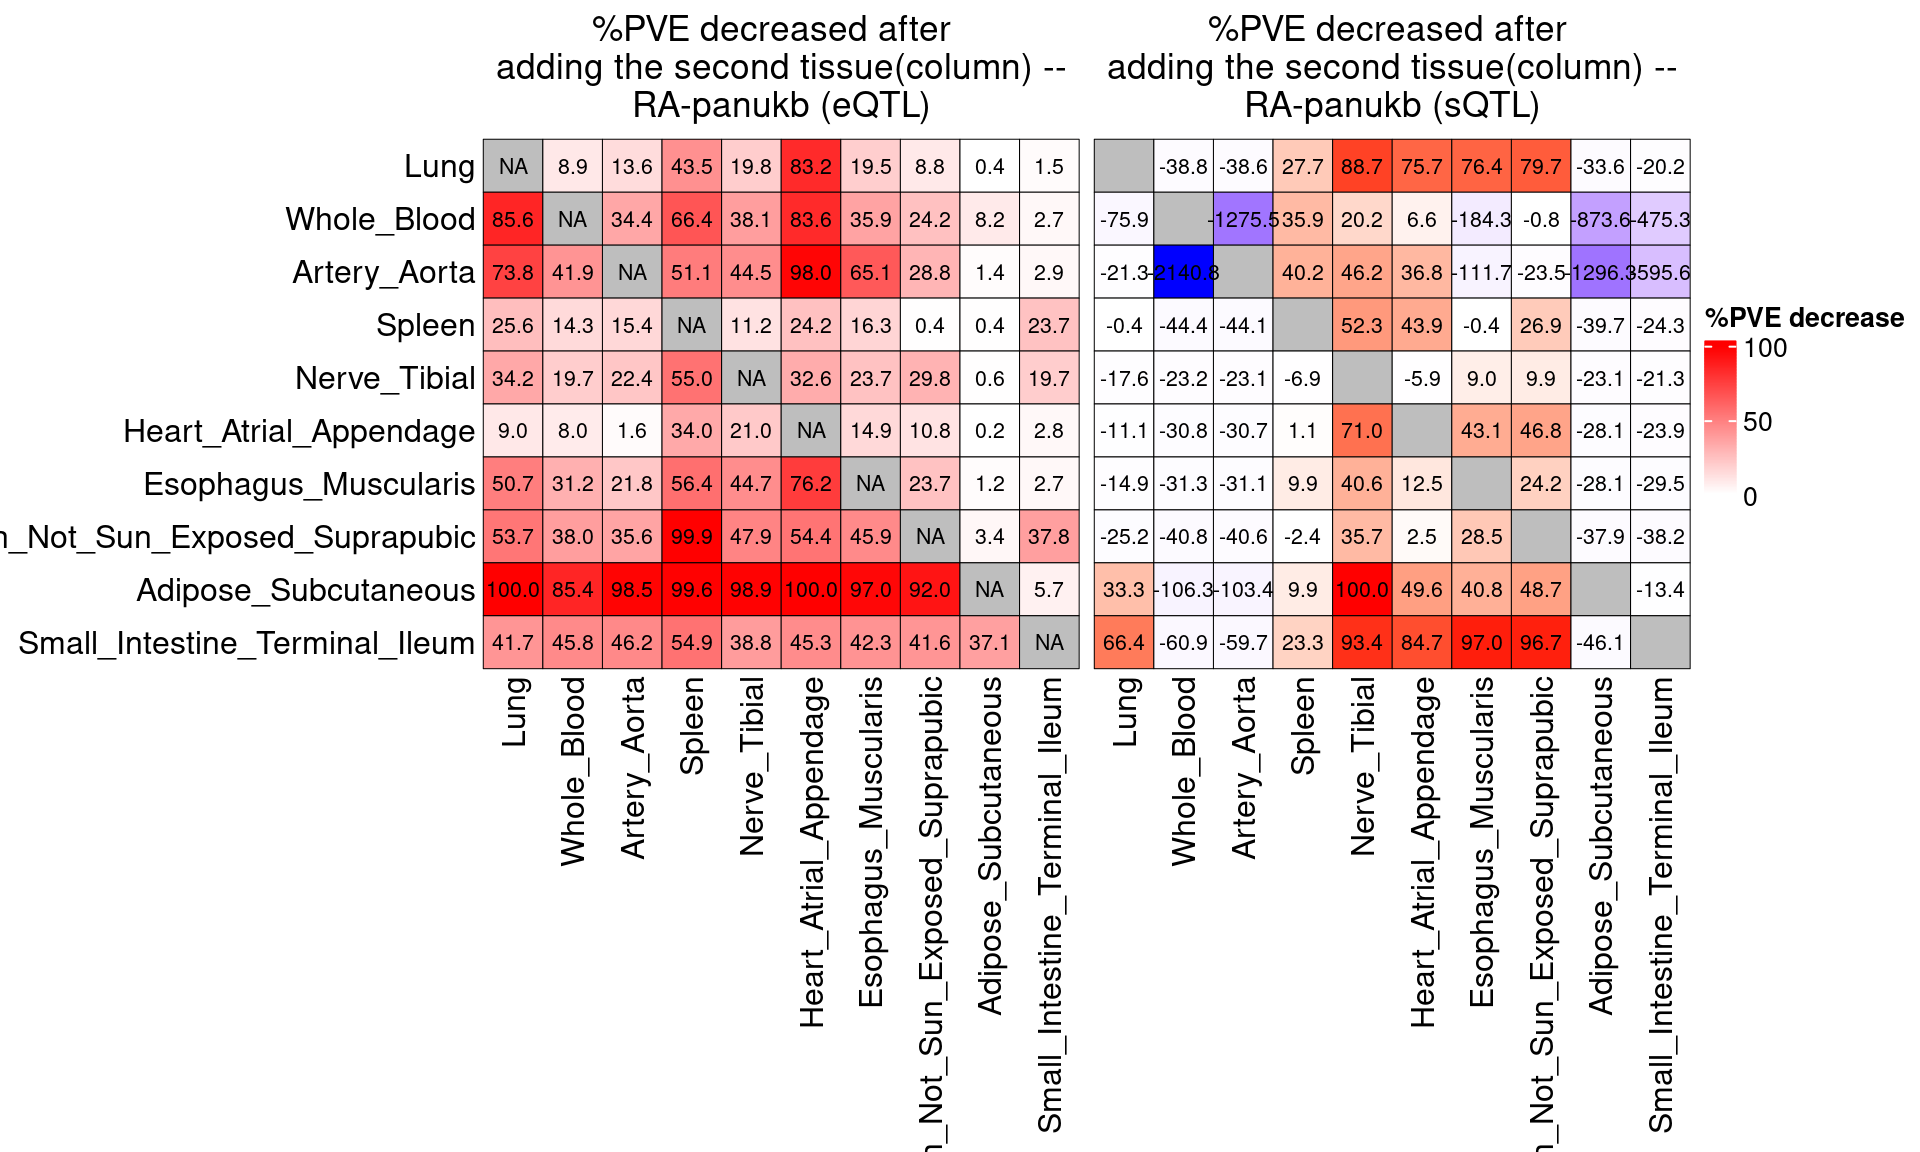 %PVE decreased after
adding the second tissue(column) --
RA-panukb (eQTL)
%PVE decreased after
adding the second tissue(column) --
RA-panukb (sQTL)
Lung NA 8.9 13.6 43.5 19.8 83.2 19.5 8.8 0.4 1.5 -38.8 -38.6 27.7 88.7 75.7 76.4 79.7 -33.6 -20.2
Whole_Blood 85.6 NA 34.4 66.4 38.1 83.6 35.9 24.2 8.2 2.7 -75.9 -1275.5 35.9 20.2 6.6 -184.3 -0.8 -873.6 -475.3
Artery_Aorta 73.8 41.9 NA 51.1 44.5 98.0 65.1 28.8 1.4 2.9 -21.3 -2140.8 40.2 46.2 36.8 -111.7 -23.5 -1296.3 -595.6
Spleen 25.6 14.3 15.4 NA 11.2 24.2 16.3 0.4 0.4 23.7 -0.4 -44.4 -44.1 52.3 43.9 -0.4 26.9 -39.7 -24.3
Nerve_Tibial 34.2 19.7 22.4 55.0 NA 32.6 23.7 29.8 0.6 19.7 -17.6 -23.2 -23.1 -6.9 -5.9 9.0 9.9 -23.1 -21.3
Heart_Atrial_Appendage 9.0 8.0 1.6 34.0 21.0 NA 14.9 10.8 0.2 2.8 -11.1 -30.8 -30.7 1.1 71.0 43.1 46.8 -28.1 -23.9
Esophagus_Muscularis 50.7 31.2 21.8 56.4 44.7 76.2 NA 23.7 1.2 2.7 -14.9 -31.3 -31.1 9.9 40.6 12.5 24.2 -28.1 -29.5
n_Not_Sun_Exposed_Suprapubic 53.7 38.0 35.6 99.9 47.9 54.4 45.9 NA 3.4 37.8 -25.2 -40.8 -40.6 -2.4 35.7 2.5 28.5 -37.9 -38.2
Adipose_Subcutaneous 100.0 85.4 98.5 99.6 98.9 100.0 97.0 92.0 NA 5.7 33.3 -106.3 -103.4 9.9 100.0 49.6 40.8 48.7 -13.4
Small_Intestine_Terminal_Ileum 41.7 45.8 46.2 54.9 38.8 45.3 42.3 41.6 37.1 NA 66.4 -60.9 -59.7 23.3 93.4 84.7 97.0 96.7 -46.1
Lung
Whole_Blood
Artery_Aorta
Spleen
Nerve_Tibial
Heart_Atrial_Appendage
Esophagus_Muscularis
n_Not_Sun_Exposed_Suprapubic
Adipose_Subcutaneous
Small_Intestine_Terminal_Ileum
Lung
Whole_Blood
Artery_Aorta
Spleen
Nerve_Tibial
Heart_Atrial_Appendage
Esophagus_Muscularis
n_Not_Sun_Exposed_Suprapubic
Adipose_Subcutaneous
Small_Intestine_Terminal_Ileum
%PVE decrease
100
50
0